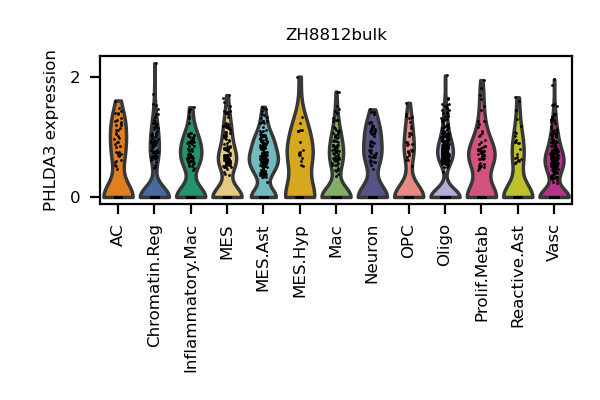 ZH8812bulk
PHLDA3 expression
2
0
AC
Chromatin.Reg
Inflammatory.Mac
MES
MES.Ast
MES.Hyp
Mac
Neuron
OPC
Oligo
Prolif.Metab
Reactive.Ast
Vasc